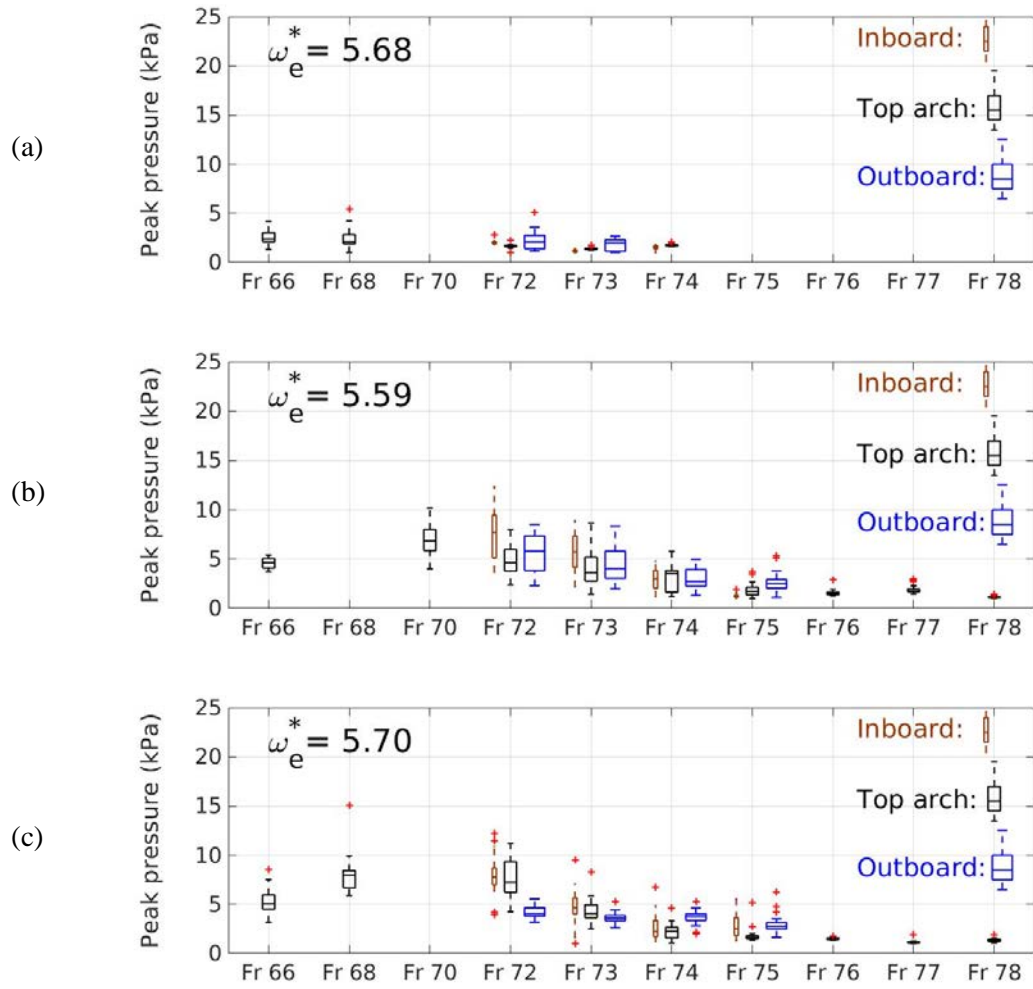 (a)
Peak pressure (kPa)
25
20
15
10
5
0
ω*e = 5.68
Inboard:
Top arch:
Outboard:
Fr 66 Fr 68 Fr 70 Fr 72 Fr 73 Fr 74 Fr 75 Fr 76 Fr 77 Fr 78
(b)
Peak pressure (kPa)
25
20
15
10
5
0
ω*e = 5.59
Inboard:
Top arch:
Outboard:
Fr 66 Fr 68 Fr 70 Fr 72 Fr 73 Fr 74 Fr 75 Fr 76 Fr 77 Fr 78
(c)
Peak pressure (kPa)
25
20
15
10
5
0
ω*e = 5.70
Inboard:
Top arch:
Outboard:
Fr 66 Fr 68 Fr 70 Fr 72 Fr 73 Fr 74 Fr 75 Fr 76 Fr 77 Fr 78